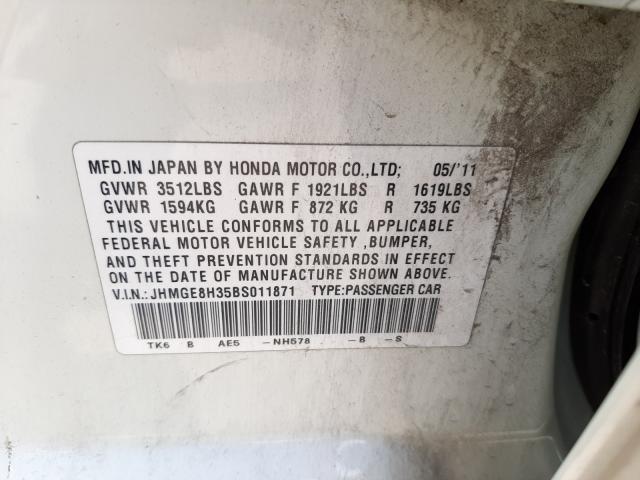 MFD.IN JAPAN BY HONDA MOTOR CO.,LTD; 05/'11
GVWR 3512LBS GAWR F 1921LBS R 1619LBS
GVWR 1594KG GAWR F 872 KG R 735 KG
THIS VEHICLE CONFORMS TO ALL APPLICABLE
FEDERAL MOTOR VEHICLE SAFETY ,BUMPER,
AND THEFT PREVENTION STANDARDS IN EFFECT
ON THE DATE OF MANUFACTURE SHOWN ABOVE.
V.I.N.:JHMGE8H35BS011871 TYPE:PASSENGER CAR
TK6 B AE5 -NH578 -B -S